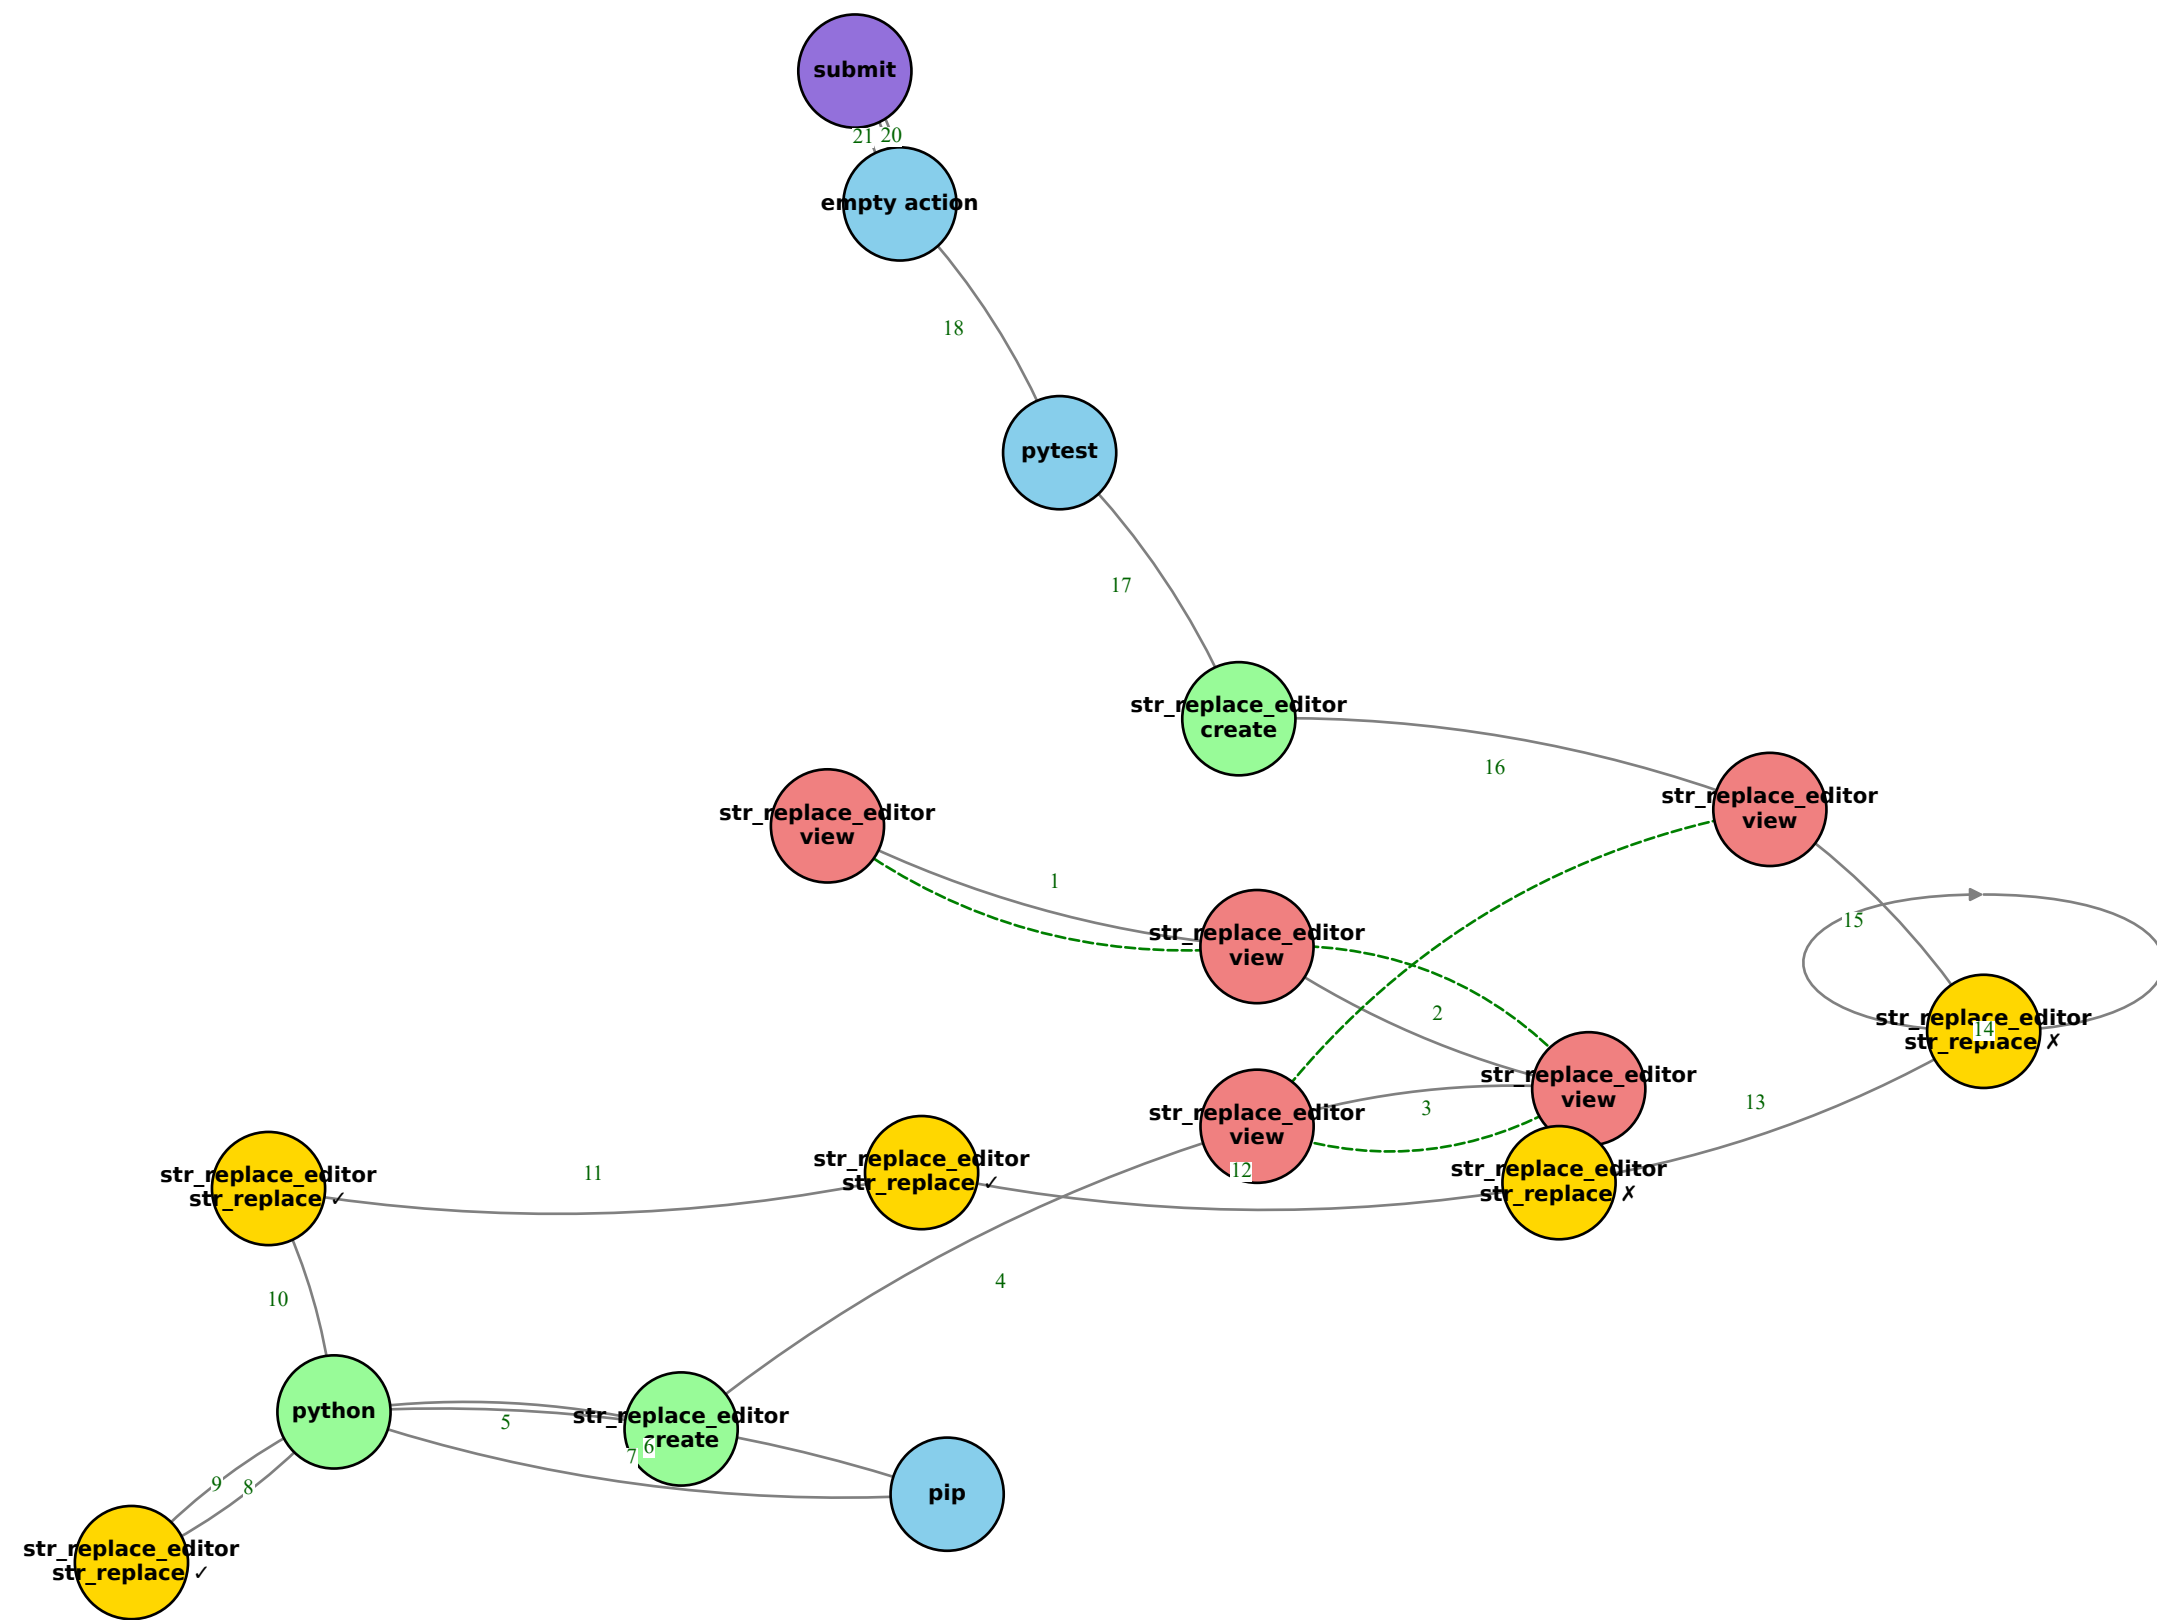 submit
21
20
empty action
18
pytest
17
str_replace_editor
create
16
str_replace_editor
view
str_replace_editor
view
1
15
str_replace_editor
view
2
str_replace_editor
str_replace ✗
14
str_replace_editor
view
3
13
str_replace_editor
view
12
str_replace_editor
str_replace ✗
str_replace_editor
str_replace ✓
11
str_replace_editor
str_replace ✓
10
4
python
5
str_replace_editor
create
7
6
9
8
pip
str_replace_editor
str_replace ✓